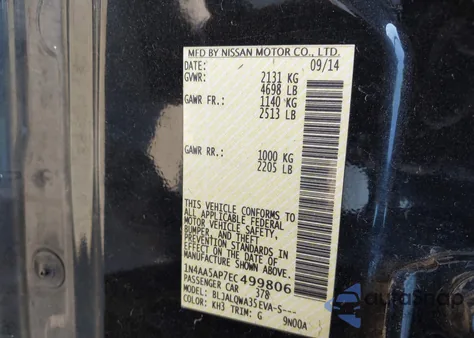 MFD BY NISSAN MOTOR CO., LTD.
DATE: 09/14
GVWR: 2131 KG
4698 LB
GAWR FR.: 1140 KG
2513 LB
GAWR RR.: 1000 KG
2205 LB
THIS VEHICLE CONFORMS TO
ALL APPLICABLE FEDERAL
MOTOR VEHICLE SAFETY,
BUMPER, AND THEFT
PREVENTION STANDARDS IN
EFFECT ON THE DATE OF
MANUFACTURE SHOWN ABOVE.
1N4AA5AP7EC499806
PASSENGER CAR 378
MODEL: BLJALQWA35EVA-S---
COLOR: KH3 TRIM: G 9N00A
autoSnap